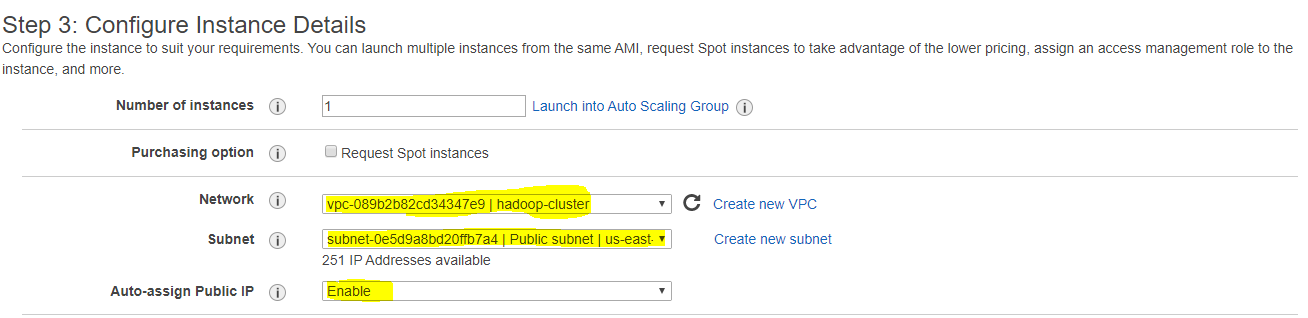 Step 3: Configure Instance Details
Configure the instance to suit your requirements. You can launch multiple instances from the same AMI, request Spot instances to take advantage of the lower pricing, assign an access management role to the
instance, and more.
Number of instances i 1 Launch into Auto Scaling Group i
Purchasing option i Request Spot instances
Network i vpc-089b2b82cd34347e9 | hadoop-cluster Create new VPC
Subnet i subnet-0e5d9a8bd20ffb7a4 | Public subnet | us-east- Create new subnet
251 IP Addresses available
Auto-assign Public IP i Enable